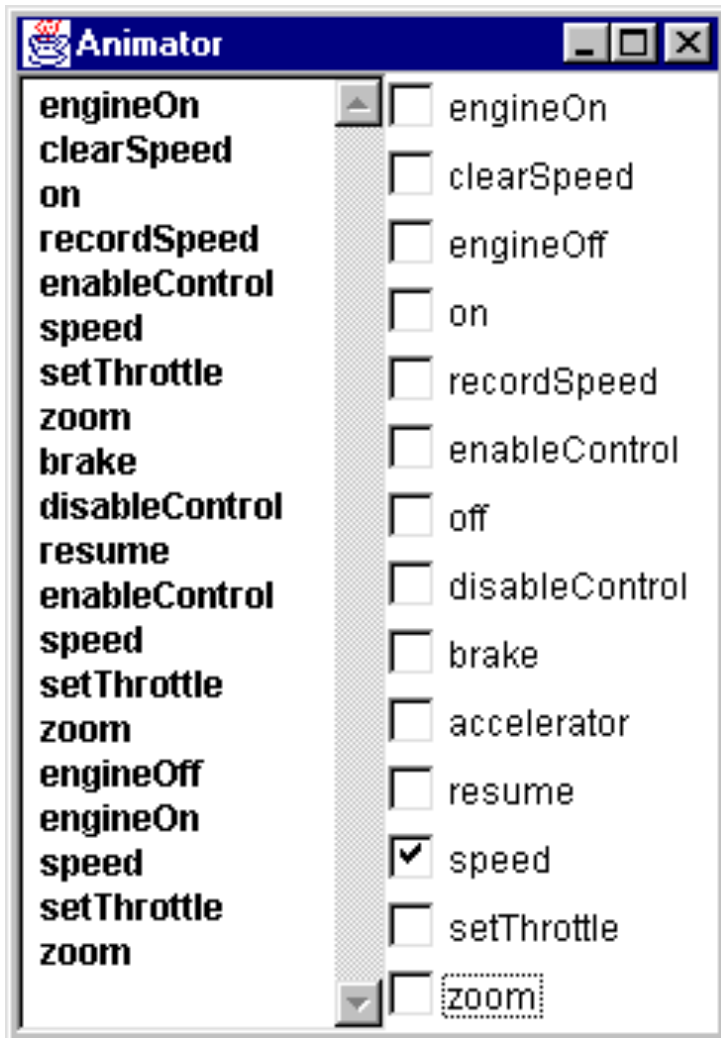 Animator
engineOn
clearSpeed
on
recordSpeed
enableControl
speed
setThrottle
zoom
brake
disableControl
resume
enableControl
speed
setThrottle
zoom
engineOff
engineOn
speed
setThrottle
zoom
engineOn
clearSpeed
engineOff
on
recordSpeed
enableControl
off
disableControl
brake
accelerator
resume
speed
setThrottle
zoom